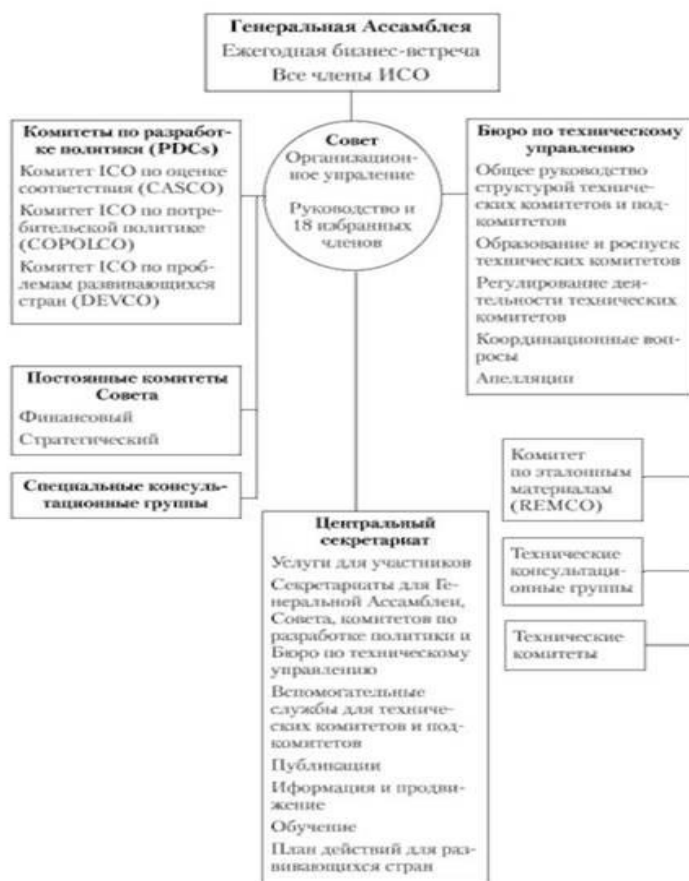 Генеральная Ассамблея
Ежегодная бизнес-встреча
Все члены ИСО
Комитеты по разработ-
ке политики (PDCs)
Комитет ICO по оценке
соответствия (CASCO)
Комитет ICO по потре-
бительской политике
(COPOLCO)
Комитет ICO по проб-
лемам развивающихся
стран (DEVCO)
Совет
Организацион-
ное упраление
Руководство и
18 избранных
членов
Бюро по техническому
управлению
Общее руководство
структурой техничес-
ких комитетов и под-
комитетов
Образование и роспуск
технических комитетов
Регулирование дея-
тельности технических
комитетов
Координационные воп-
росы
Апелляции
Постоянные комитеты
Совета
Финансовый
Стратегический
Специальные консуль-
тационные группы
Комитет
по эталонным
материалам
(REMCO)
Технические
консультаци-
онные группы
Технические
комитеты
Центральный
секретариат
Услуги для участников
Секретариаты для Ге-
неральной Ассамблеи,
Совета, комитетов по
разработке политики и
Бюро по техническому
управлению
Вспомогательные
службы для техничес-
ких комитетов и под-
комитетов
Публикации
Иформация и продви-
жение
Обучение
План действий для раз-
вивающихся стран